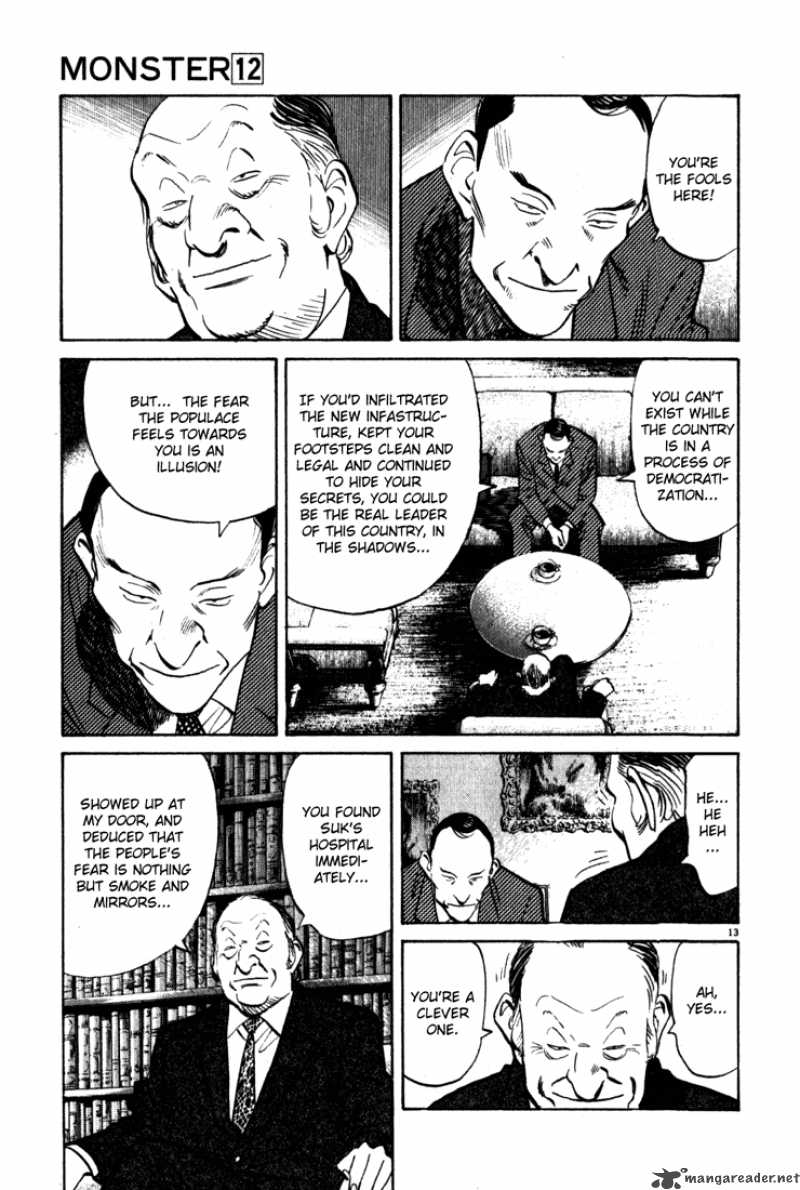 MONSTER 12
YOU'RE
THE FOOLS
HERE!
BUT... THE FEAR
THE POPULACE
FEELS TOWARDS
YOU IS AN
ILLUSION!
IF YOU'D INFILTRATED
THE NEW INFASTRUC-
TURE, KEPT YOUR
FOOTSTEPS CLEAN AND
LEGAL AND CONTINUED
TO HIDE YOUR
SECRETS, YOU COULD
BE THE REAL LEADER
OF THIS COUNTRY, IN
THE SHADOWS...
YOU CAN'T
EXIST WHILE
THE COUNTRY
IS IN A
PROCESS OF
DEMOCRATI-
ZATION...
SHOWED UP AT
MY DOOR, AND
DEDUCED THAT
THE PEOPLE'S
FEAR IS NOTHING
BUT SMOKE AND
MIRRORS...
YOU FOUND
SUK'S
HOSPITAL
IMMEDI-
ATELY...
HE...
HE
HEH
...
13
YOU'RE A
CLEVER
ONE.
AH,
YES...
mangareader.net